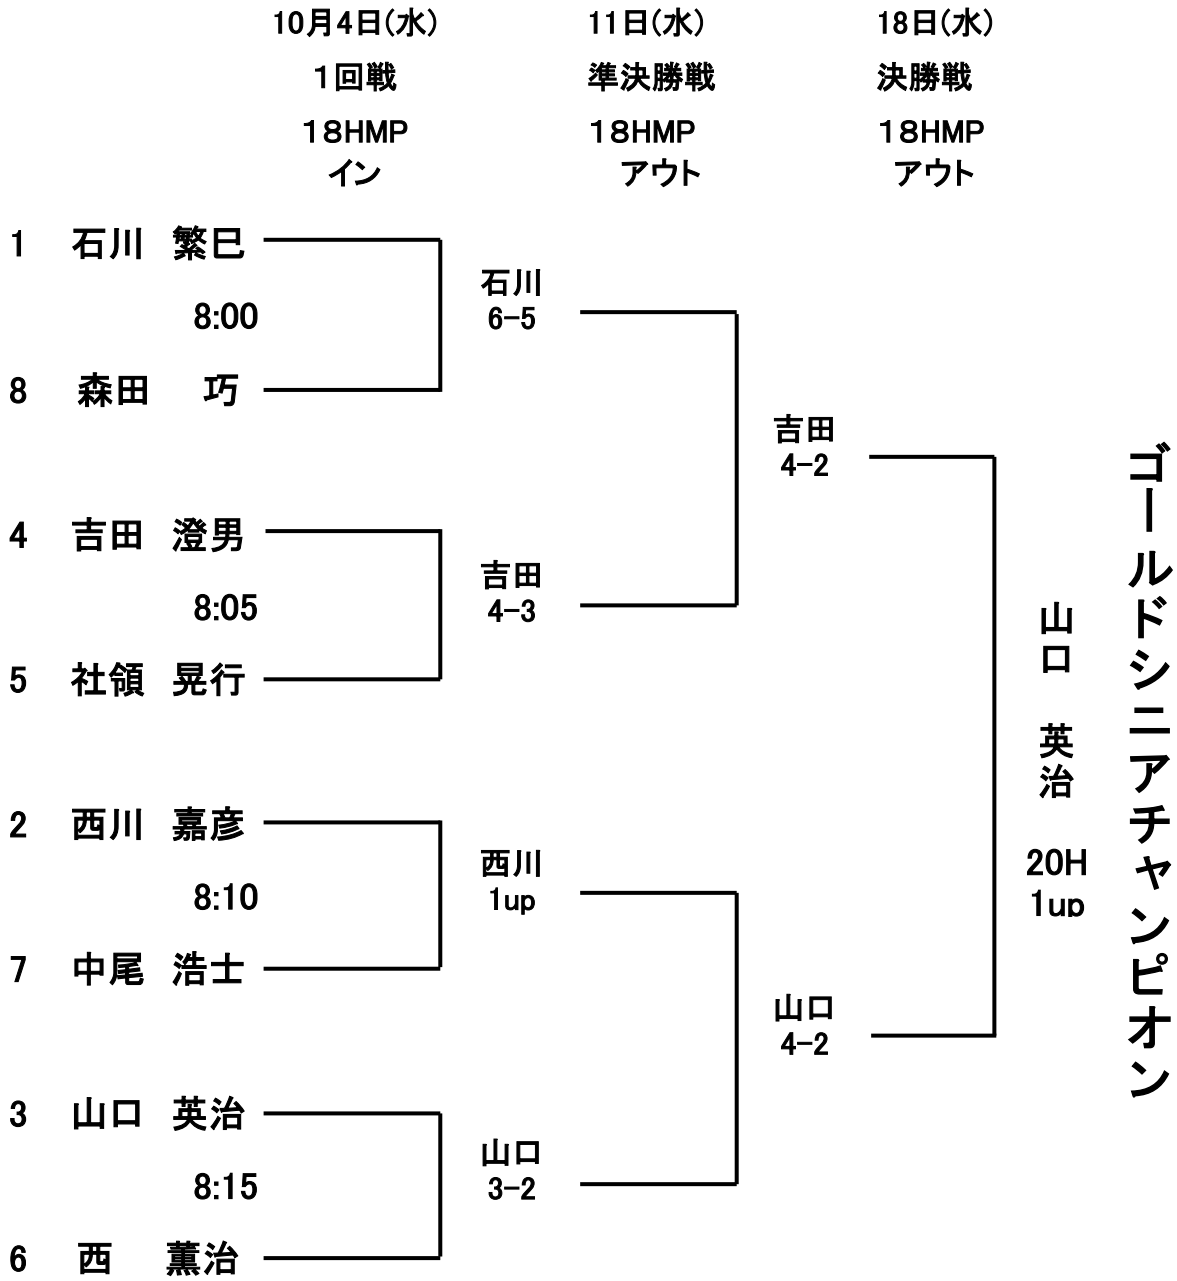 10月4日(水) 11日(水) 18日(水)
1回戦 準決勝戦 決勝戦
18HMP 18HMP 18HMP
イン アウト アウト
1 石川 繁巳
石川
8:00 6-5
8 森田 巧
吉田
4-2
4 吉田 澄男
吉田
8:05 4-3
5 社領 晃行
2 西川 嘉彦
西川
8:10 1up
7 中尾 浩士
山口
4-2
3 山口 英治
山口
8:15 3-2
6 西 薫治
山口 英治
20H
1up
ゴールドシニアチャンピオン